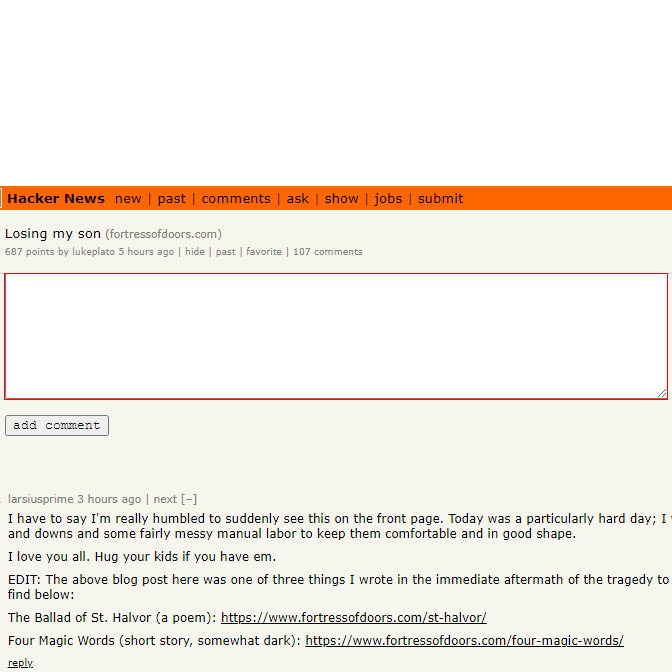 Hacker News new | past | comments | ask | show | jobs | submit
Losing my son (fortressofdoors.com)
687 points by lukeplato 5 hours ago | hide | past | favorite | 107 comments
add comment
larsiusprime 3 hours ago | next [–]
I have to say I'm really humbled to suddenly see this on the front page. Today was a particularly hard day; I
and downs and some fairly messy manual labor to keep them comfortable and in good shape.
I love you all. Hug your kids if you have em.
EDIT: The above blog post here was one of three things I wrote in the immediate aftermath of the tragedy to
find below:
The Ballad of St. Halvor (a poem): https://www.fortressofdoors.com/st-halvor/
Four Magic Words (short story, somewhat dark): https://www.fortressofdoors.com/four-magic-words/
reply